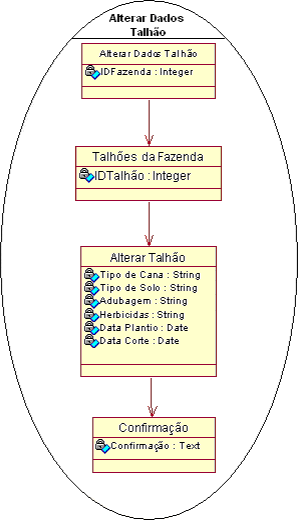 Alterar Dados
Talhão
Alterar Dados Talhão
IDFazenda : Integer
Talhões da Fazenda
IDTalhão : Integer
Alterar Talhão
Tipo de Cana : String
Tipo de Solo : String
Adubagem : String
Herbicidas : String
Data Plantio : Date
Data Corte : Date
Confirmação
Confirmação : Text